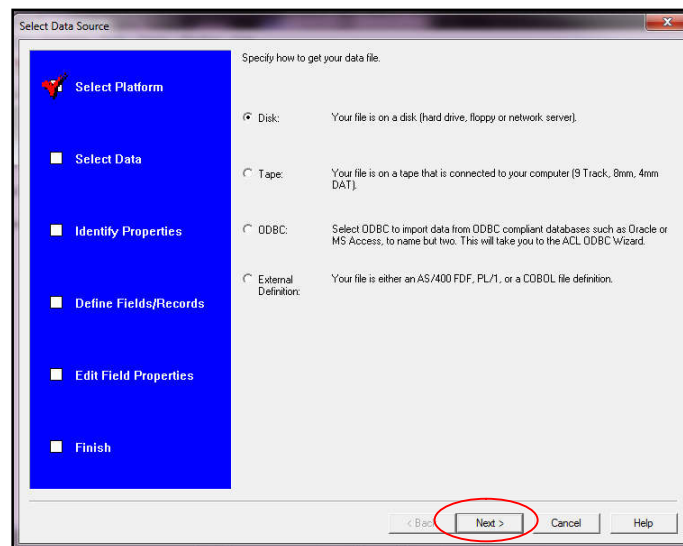 Select Data Source
Specify how to get your data file.
Select Platform
Select Data
Identify Properties
Define Fields/Records
Edit Field Properties
Finish
Disk: Your file is on a disk (hard drive, floppy or network server).
Tape: Your file is on a tape that is connected to your computer (9 Track, 8mm, 4mm
DAT).
ODBC: Select ODBC to import data from ODBC compliant databases such as Oracle or
MS Access, to name but two. This will take you to the ACL ODBC Wizard.
External Your file is either an AS/400 FDF, PL/1, or a COBOL file definition.
Definition:
< Back Next > Cancel Help